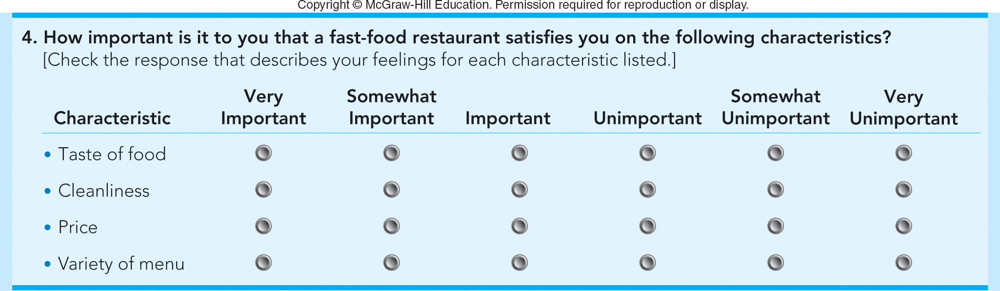 Copyright © McGraw-Hill Education. Permission required for reproduction or display.
4. How important is it to you that a fast-food restaurant satisfies you on the following characteristics?
[Check the response that describes your feelings for each characteristic listed.]
Very Somewhat Somewhat Very
Characteristic Important Important Important Unimportant Unimportant Unimportant
• Taste of food
• Cleanliness
• Price
• Variety of menu